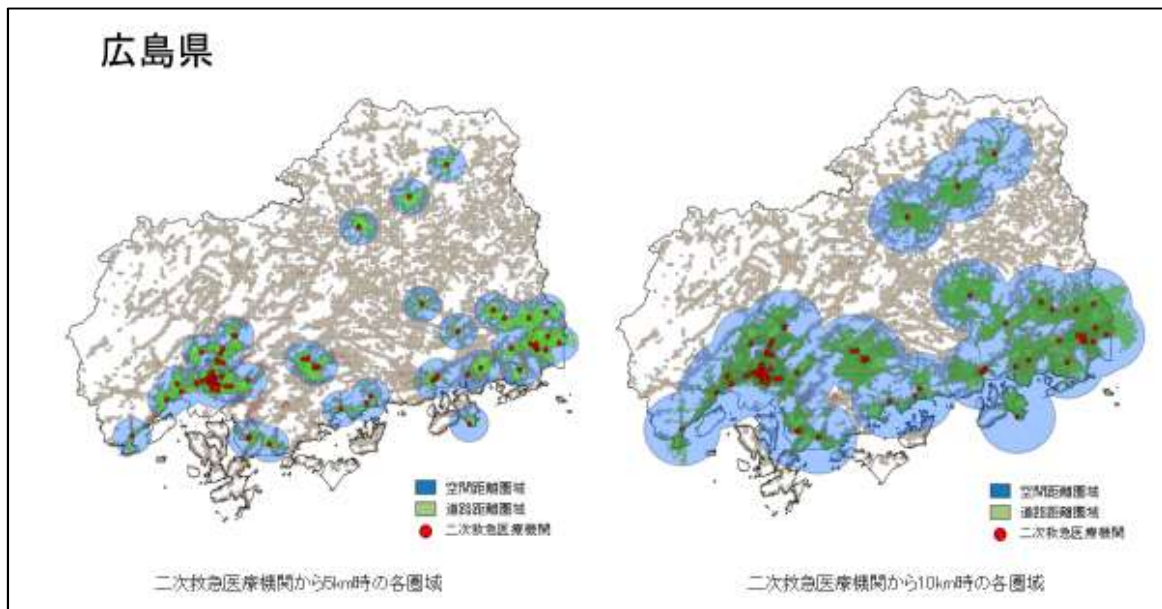 広島県
空間距離圏域
道路距離圏域
二次救急医療機関
空間距離圏域
道路距離圏域
二次救急医療機関
二次救急医療機関から5km時の各圏域
二次救急医療機関から10km時の各圏域